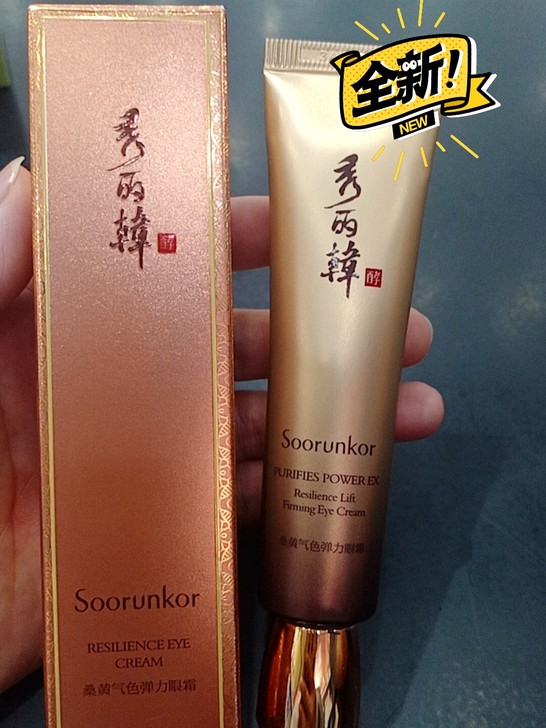 秀丽韓
酵
Soorunkor
RESILIENCE EYE
CREAM
桑黄气色弹力眼霜
全新!
NEW
秀丽韓
酵
Soorunkor
PURIFIES POWER EX
Resilience Lift
Firming Eye Cream
桑黄气色弹力眼霜